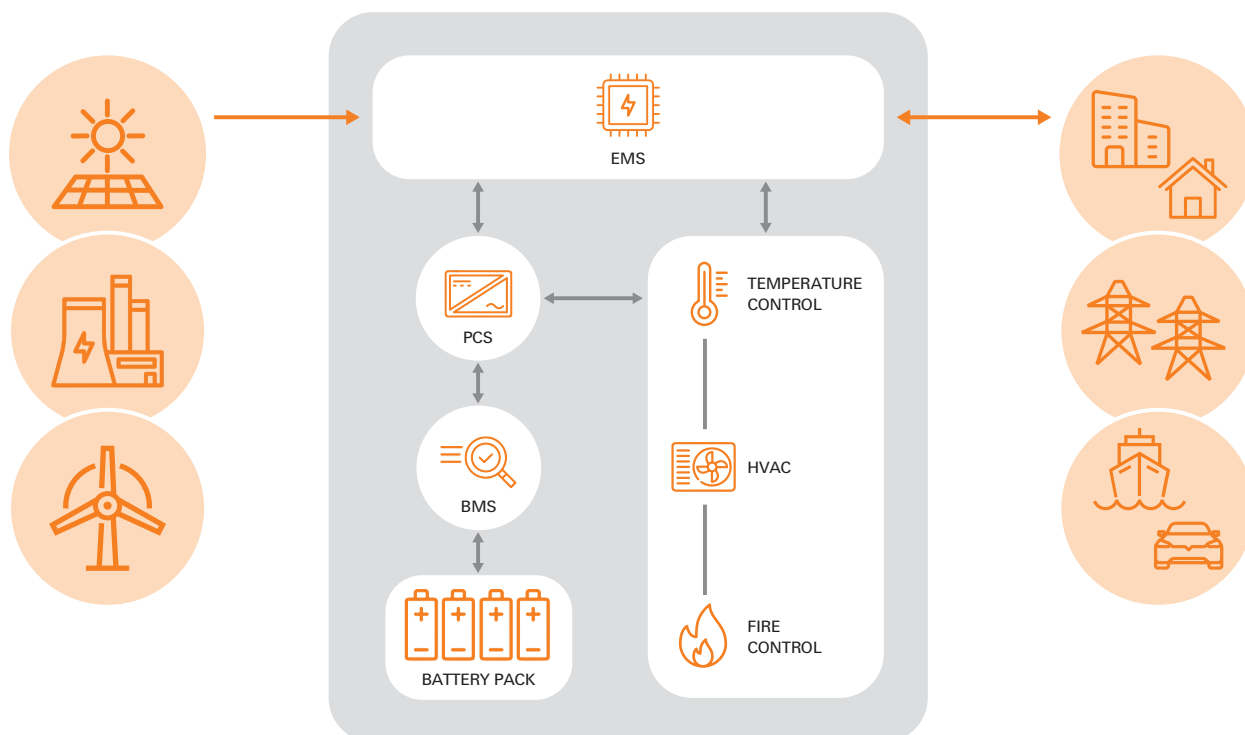 EMS
PCS
TEMPERATURE
CONTROL
BMS
HVAC
BATTERY PACK
FIRE
CONTROL